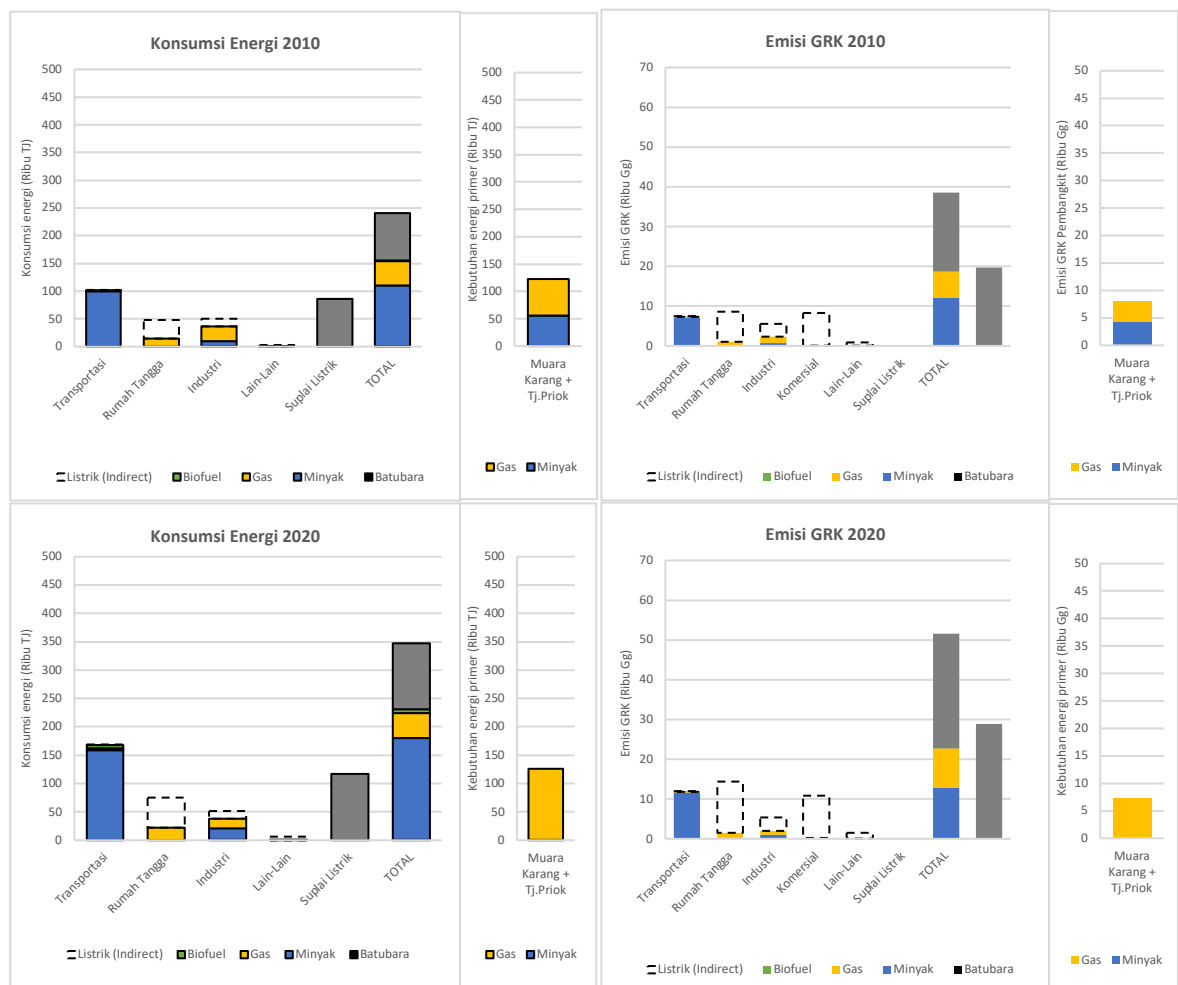 Konsumsi Energi 2010
Konsumsi energi (Ribu TJ)
500
450
400
350
300
250
200
150
100
50
0
Transportasi
Rumah Tangga
Industri
Lain-Lain
Suplai Listrik
TOTAL
Listrik (Indirect) Biofuel Gas Minyak Batubara
Kebutuhan energi primer (Ribu TJ)
500
450
400
350
300
250
200
150
100
50
0
Muara
Karang +
Tj.Priok
Gas Minyak
Emisi GRK 2010
Emisi GRK (Ribu Gg)
70
60
50
40
30
20
10
0
Transportasi
Rumah Tangga
Industri
Komersial
Lain-Lain
Suplai Listrik
TOTAL
Listrik (Indirect) Biofuel Gas Minyak Batubara
Emisi GRK Pembangkit (Ribu Gg)
50
45
40
35
30
25
20
15
10
5
0
Muara
Karang +
Tj.Priok
Gas Minyak
Konsumsi Energi 2020
Konsumsi energi (Ribu TJ)
500
450
400
350
300
250
200
150
100
50
0
Transportasi
Rumah Tangga
Industri
Lain-Lain
Suplai Listrik
TOTAL
Listrik (Indirect) Biofuel Gas Minyak Batubara
Kebutuhan energi primer (Ribu TJ)
500
450
400
350
300
250
200
150
100
50
0
Muara
Karang +
Tj.Priok
Gas Minyak
Emisi GRK 2020
Emisi GRK (Ribu Gg)
70
60
50
40
30
20
10
0
Transportasi
Rumah Tangga
Industri
Komersial
Lain-Lain
Suplai Listrik
TOTAL
Listrik (Indirect) Biofuel Gas Minyak Batubara
Kebutuhan energi primer (Ribu Gg)
50
45
40
35
30
25
20
15
10
5
0
Muara
Karang +
Tj.Priok
Gas Minyak